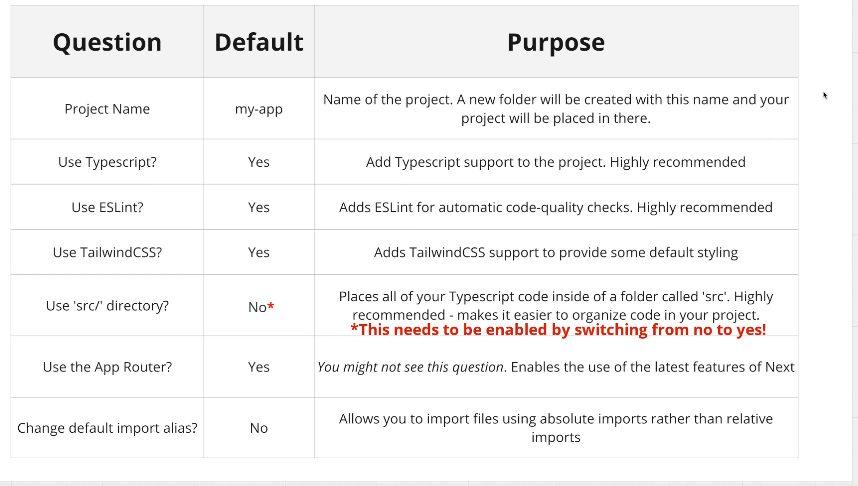 Question Default Purpose
Project Name my-app Name of the project. A new folder will be created with this name and your
project will be placed in there.
Use Typescript? Yes Add Typescript support to the project. Highly recommended
Use ESLint? Yes Adds ESLint for automatic code-quality checks. Highly recommended
Use TailwindCSS? Yes Adds TailwindCSS support to provide some default styling
Use 'src/' directory? No* Places all of your Typescript code inside of a folder called 'src'. Highly
recommended - makes it easier to organize code in your project.
*This needs to be enabled by switching from no to yes!
Use the App Router? Yes You might not see this question. Enables the use of the latest features of Next
Change default import alias? No Allows you to import files using absolute imports rather than relative
imports